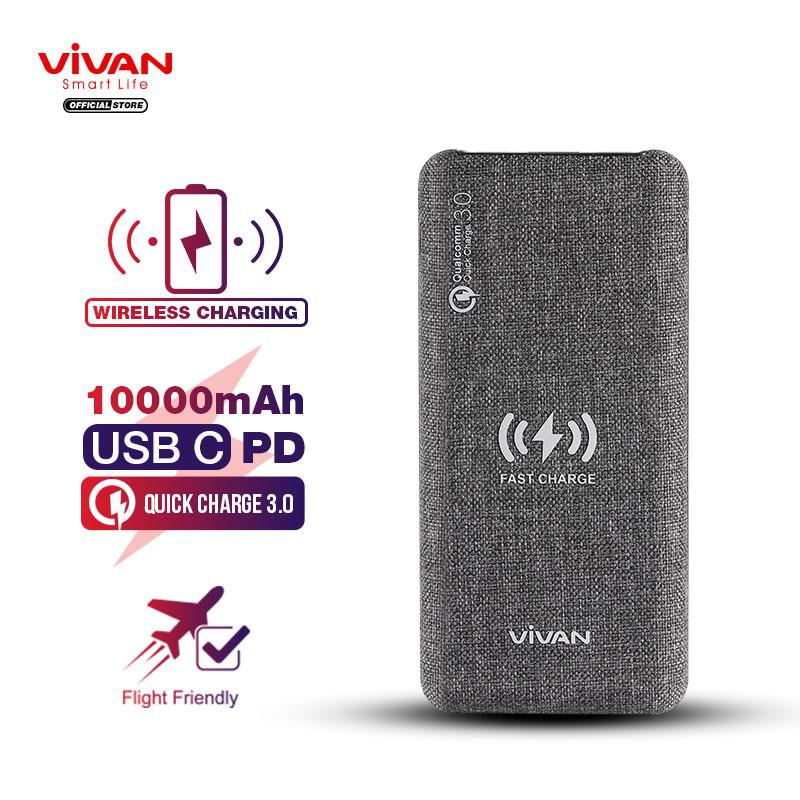 ViVAN
Smart Life
OFFICIAL STORE
WIRELESS CHARGING
10000mAh
USB C PD
QUICK CHARGE 3.0
Flight Friendly
Qualcomm
Quick Charge 3.0
FAST CHARGE
ViVAN